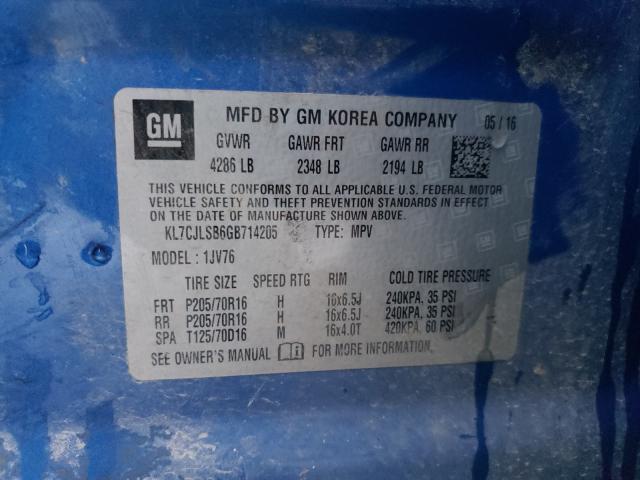 GM
MFD BY GM KOREA COMPANY 05 / 16
GVWR GAWR FRT GAWR RR
4286 LB 2348 LB 2194 LB
THIS VEHICLE CONFORMS TO ALL APPLICABLE U.S. FEDERAL MOTOR
VEHICLE SAFETY AND THEFT PREVENTION STANDARDS IN EFFECT
ON THE DATE OF MANUFACTURE SHOWN ABOVE.
KL7CJLSB6GB714205 TYPE: MPV
MODEL : 1JV76
TIRE SIZE SPEED RTG RIM COLD TIRE PRESSURE
FRT P205/70R16 H 16x6.5J 240KPA, 35 PSI
RR P205/70R16 H 16x6.5J 240KPA, 35 PSI
SPA T125/70D16 M 16x4.0T 420KPA, 60 PSI
SEE OWNER'S MANUAL FOR MORE INFORMATION.